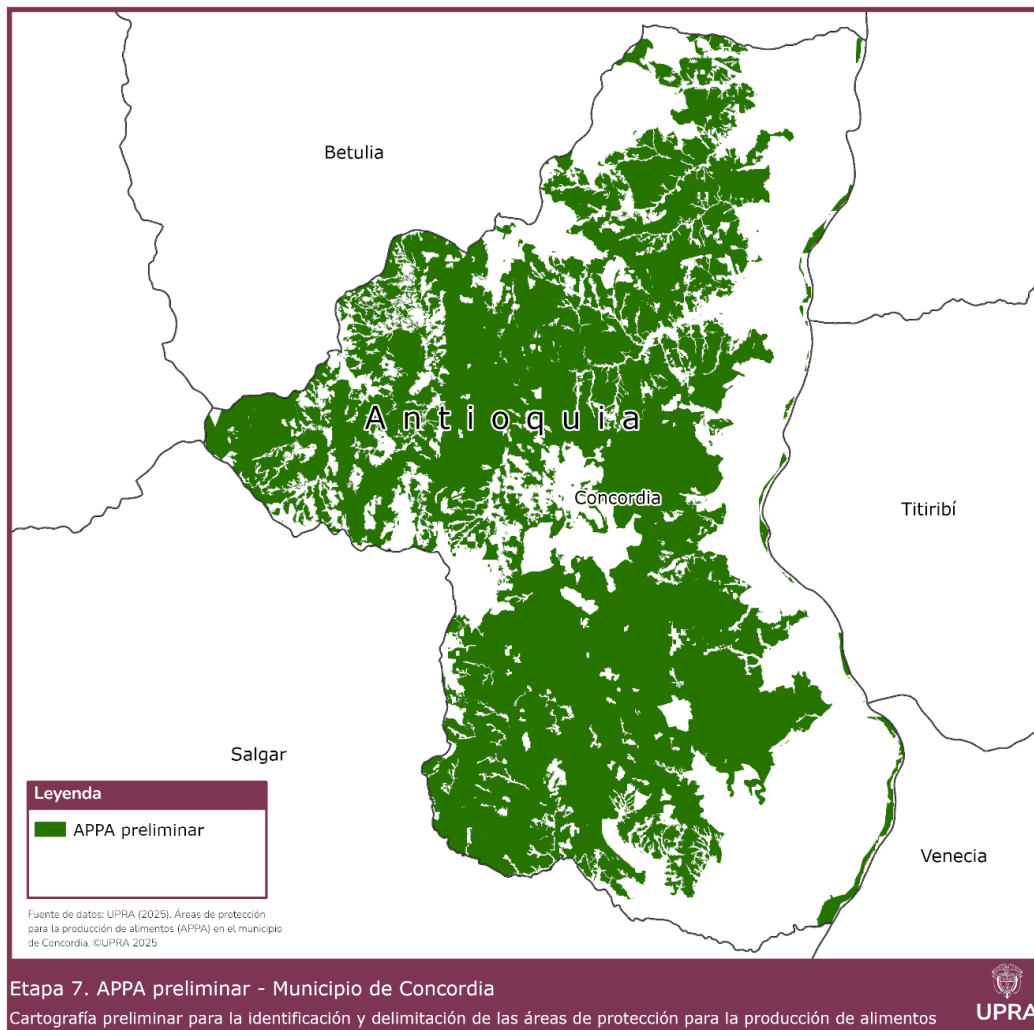 Betulia
Antioquia
Concordia
Titiribí
Salgar
Venecia
Leyenda
APPA preliminar
Fuente de datos: UPRA (2025). Áreas de protección
para la producción de alimentos (APPA) en el municipio
de Concordia. ©UPRA 2025
Etapa 7. APPA preliminar - Municipio de Concordia
Cartografía preliminar para la identificación y delimitación de las áreas de protección para la producción de alimentos
UPRA